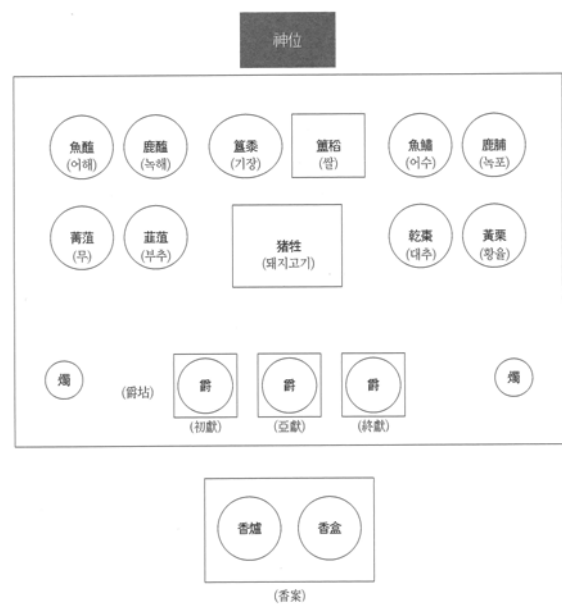 神位
魚醢
(어해)
鹿醢
(녹해)
簋黍
(기장)
簠稻
(쌀)
魚鱐
(어수)
鹿脯
(녹포)
菁菹
(무)
韮菹
(부추)
猪牲
(돼지고기)
乾棗
(대추)
黃栗
(황율)
燭
(爵坫)
爵
(初獻)
爵
(亞獻)
爵
(終獻)
燭
香爐
香盒
(香案)